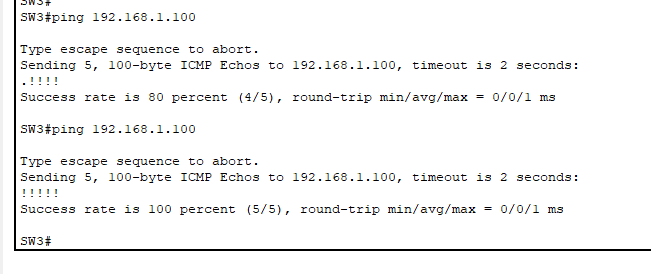 SW3#
SW3#ping 192.168.1.100
Type escape sequence to abort.
Sending 5, 100-byte ICMP Echos to 192.168.1.100, timeout is 2 seconds:
.!!!!
Success rate is 80 percent (4/5), round-trip min/avg/max = 0/0/1 ms
SW3#ping 192.168.1.100
Type escape sequence to abort.
Sending 5, 100-byte ICMP Echos to 192.168.1.100, timeout is 2 seconds:
!!!!!
Success rate is 100 percent (5/5), round-trip min/avg/max = 0/0/1 ms
SW3#